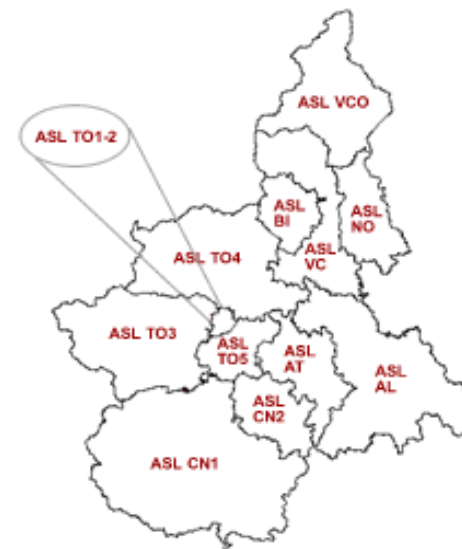 ASL VCO
ASL TO1-2
ASL
BI
ASL
NO
ASL
VC
ASL TO4
ASL TO3
ASL
TO5
ASL
AT
ASL
AL
ASL
CN2
ASL CN1